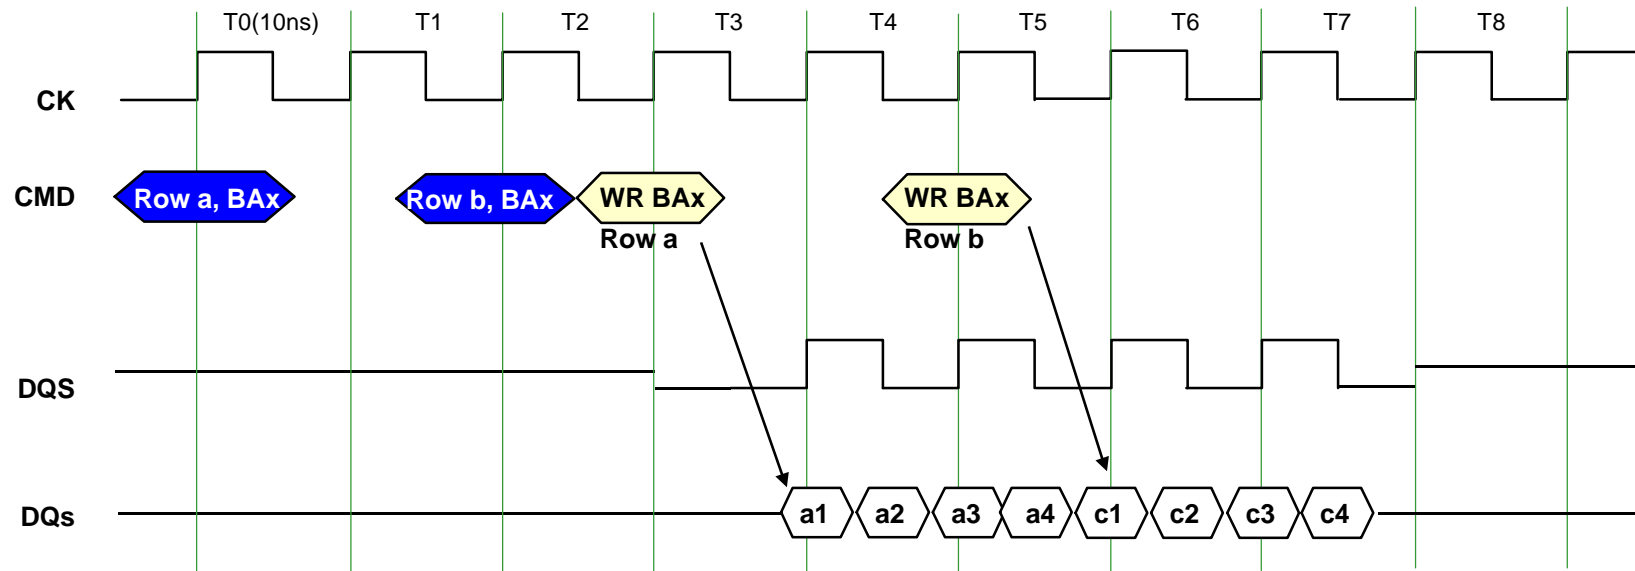 T0(10ns) T1 T2 T3 T4 T5 T6 T7 T8
CK
CMD Row a, BAx Row b, BAx WR BAx WR BAx
Row a Row b
DQS
DQs a1 a2 a3 a4 c1 c2 c3 c4